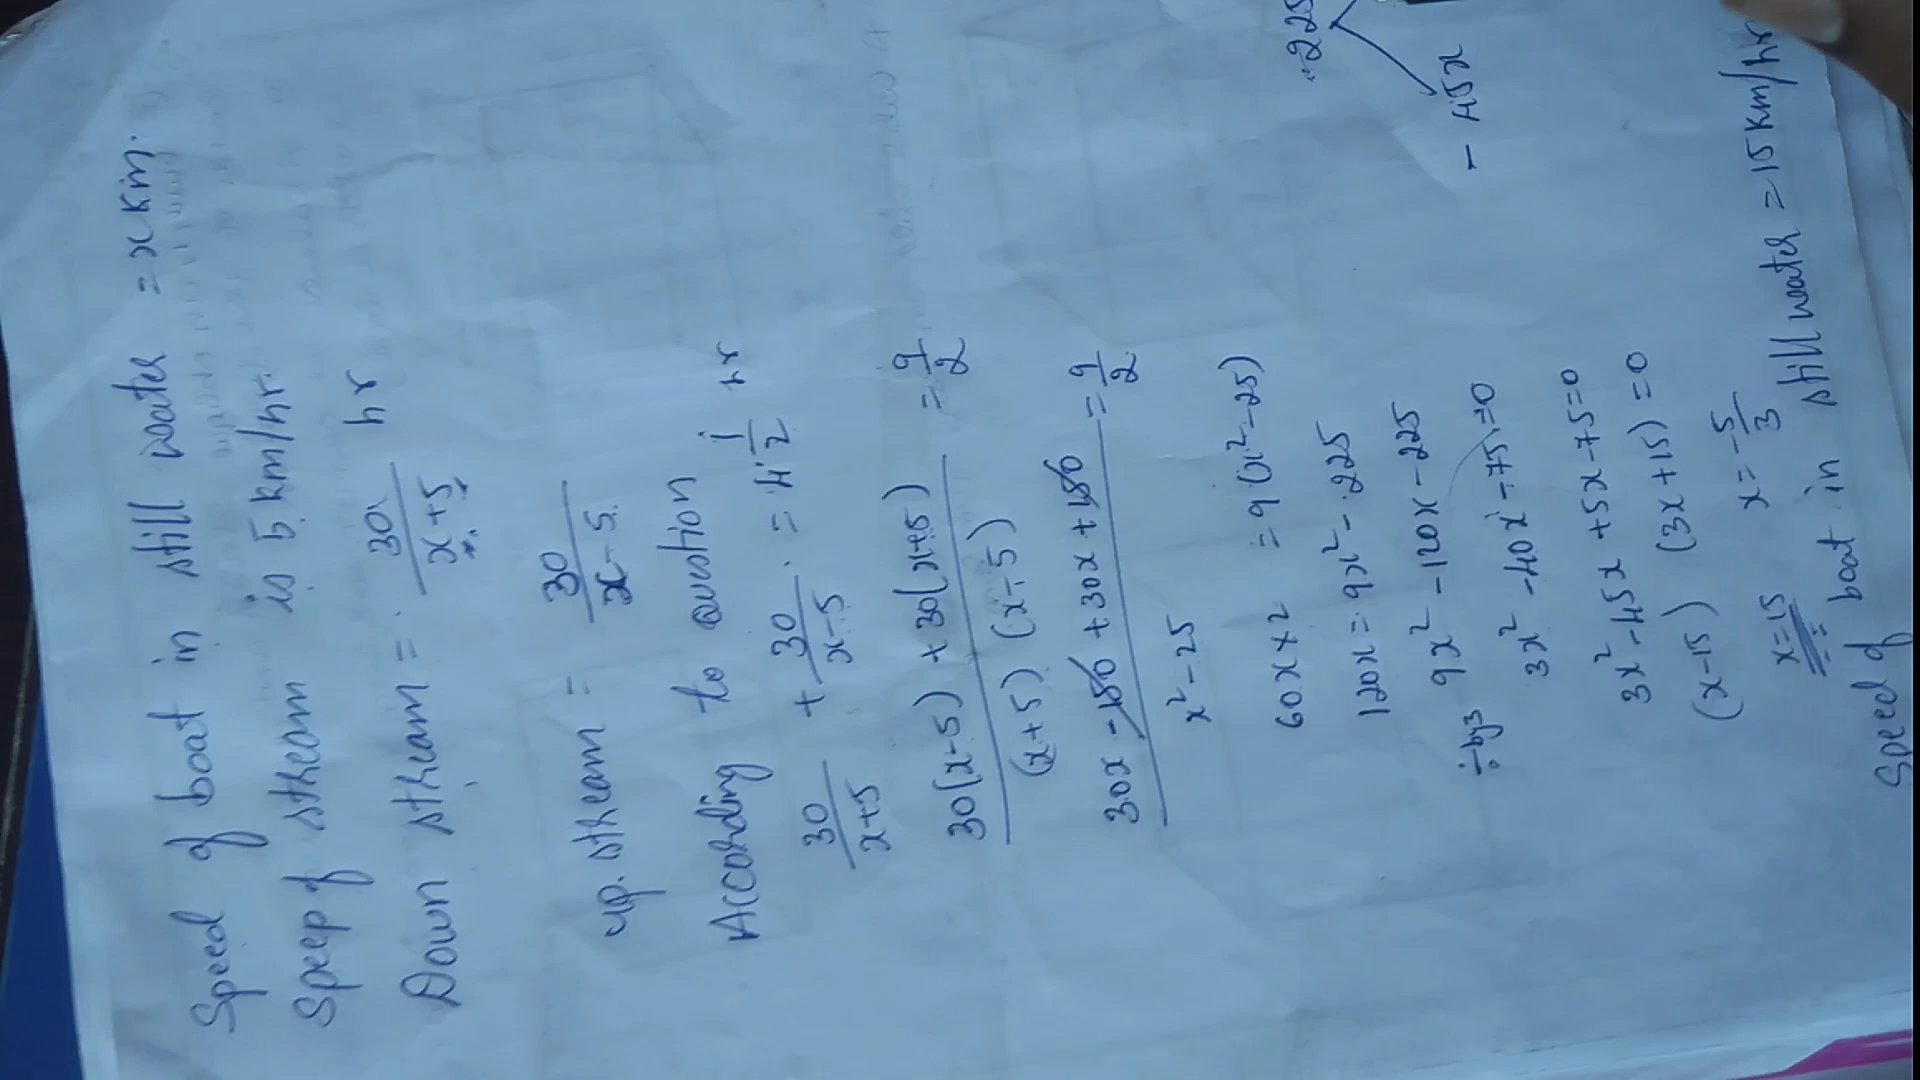 Speed of boat in still water = x km.
Speep of stream is 5 km/hr.
Down stream = 30/x+5 hr
up. stream = 30/x-5
According to question
30/x+5 + 30/x-5 = 4 1/2 hr
30(x-5) + 30(x+5)/(x+5) (x-5) = 9/2
30x - 150 + 30x + 150/x² - 25 = 9/2
60x × 2 = 9(x² - 25)
120x = 9x² - 225
9x² - 120x - 225
÷ by 3 3x² - 40x - 75 = 0
3x² - 45x + 5x - 75 = 0
(x-15) (3x+15) = 0
x = 15 x = -5/3
Speed of boat in still water = 15 km/hr
-225
- 45x